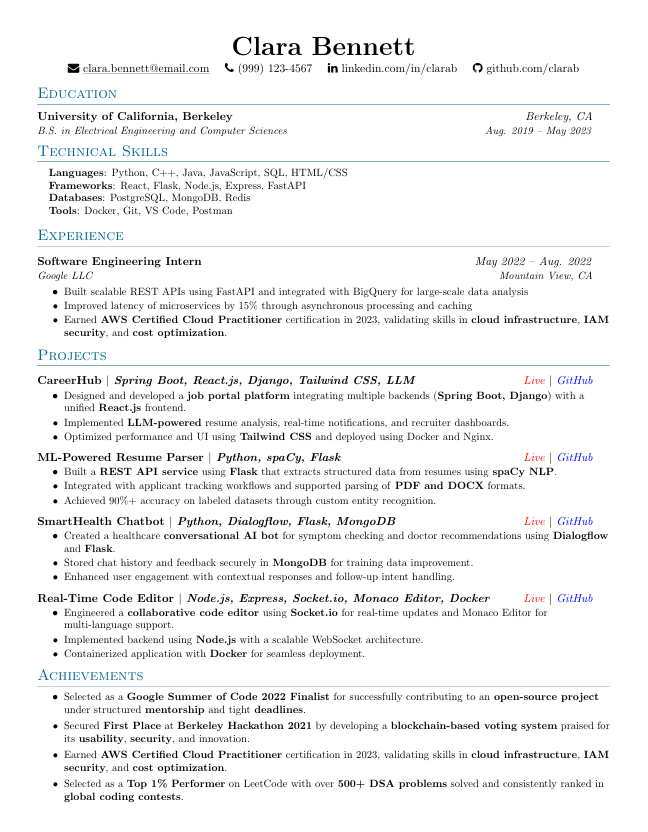 Clara Bennett
clara.bennett@email.com (999) 123-4567 linkedin.com/in/clarab github.com/clarab
Education
University of California, Berkeley Berkeley, CA
B.S. in Electrical Engineering and Computer Sciences Aug. 2019 – May 2023
Technical Skills
Languages: Python, C++, Java, JavaScript, SQL, HTML/CSS
Frameworks: React, Flask, Node.js, Express, FastAPI
Databases: PostgreSQL, MongoDB, Redis
Tools: Docker, Git, VS Code, Postman
Experience
Software Engineering Intern May 2022 – Aug. 2022
Google LLC Mountain View, CA
• Built scalable REST APIs using FastAPI and integrated with BigQuery for large-scale data analysis
• Improved latency of microservices by 15% through asynchronous processing and caching
• Earned AWS Certified Cloud Practitioner certification in 2023, validating skills in cloud infrastructure, IAM
security, and cost optimization.
Projects
CareerHub | Spring Boot, React.js, Django, Tailwind CSS, LLM Live | GitHub
• Designed and developed a job portal platform integrating multiple backends (Spring Boot, Django) with a
unified React.js frontend.
• Implemented LLM-powered resume analysis, real-time notifications, and recruiter dashboards.
• Optimized performance and UI using Tailwind CSS and deployed using Docker and Nginx.
ML-Powered Resume Parser | Python, spaCy, Flask Live | GitHub
• Built a REST API service using Flask that extracts structured data from resumes using spaCy NLP.
• Integrated with applicant tracking workflows and supported parsing of PDF and DOCX formats.
• Achieved 90%+ accuracy on labeled datasets through custom entity recognition.
SmartHealth Chatbot | Python, Dialogflow, Flask, MongoDB Live | GitHub
• Created a healthcare conversational AI bot for symptom checking and doctor recommendations using Dialogflow
and Flask.
• Stored chat history and feedback securely in MongoDB for training data improvement.
• Enhanced user engagement with contextual responses and follow-up intent handling.
Real-Time Code Editor | Node.js, Express, Socket.io, Monaco Editor, Docker Live | GitHub
• Engineered a collaborative code editor using Socket.io for real-time updates and Monaco Editor for
multi-language support.
• Implemented backend using Node.js with a scalable WebSocket architecture.
• Containerized application with Docker for seamless deployment.
Achievements
• Selected as a Google Summer of Code 2022 Finalist for successfully contributing to an open-source project
under structured mentorship and tight deadlines.
• Secured First Place at Berkeley Hackathon 2021 by developing a blockchain-based voting system praised for
its usability, security, and innovation.
• Earned AWS Certified Cloud Practitioner certification in 2023, validating skills in cloud infrastructure, IAM
security, and cost optimization.
• Selected as a Top 1% Performer on LeetCode with over 500+ DSA problems solved and consistently ranked in
global coding contests.